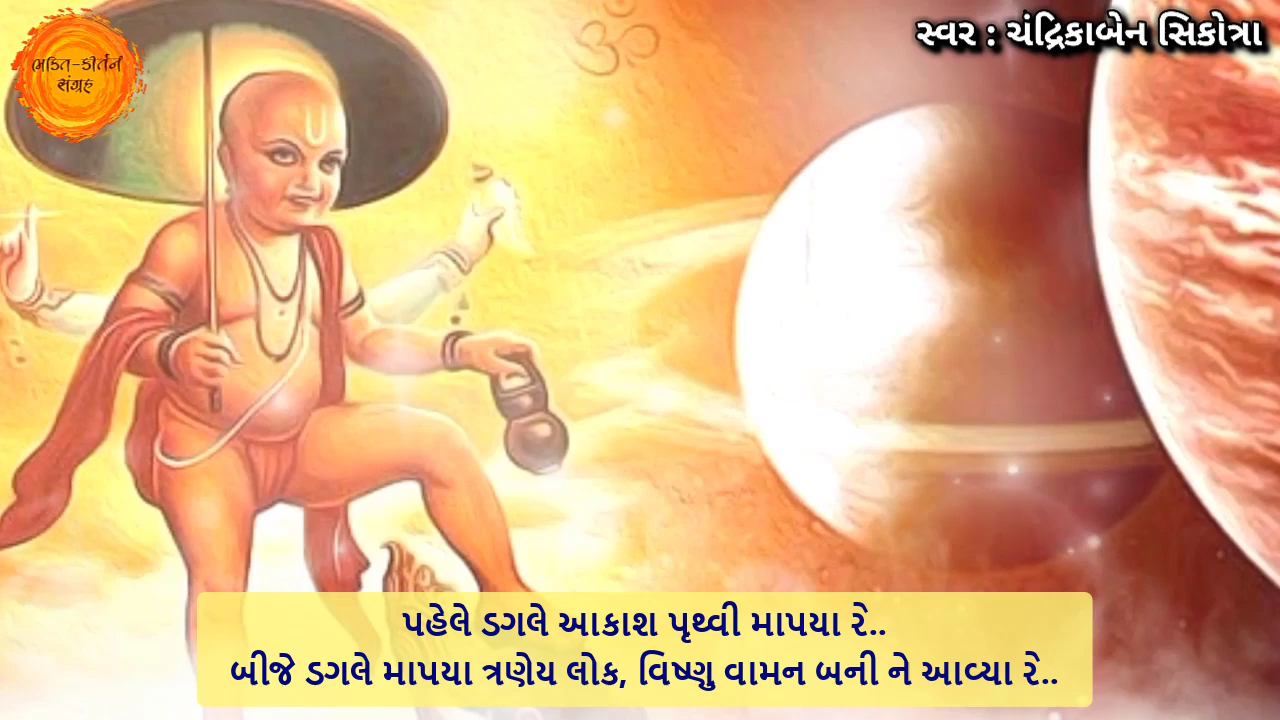 ભક્તિ-કીર્તન
સંગ્રહ
સ્વર : ચંદ્રિકાબેન સિકોત્રા
ૐ
પહેલે ડગલે આકાશ પૃથ્વી માપયા રે..
બીજે ડગલે માપયા ત્રણેય લોક, વિષ્ણુ વામન બની ને આવ્યા રે..